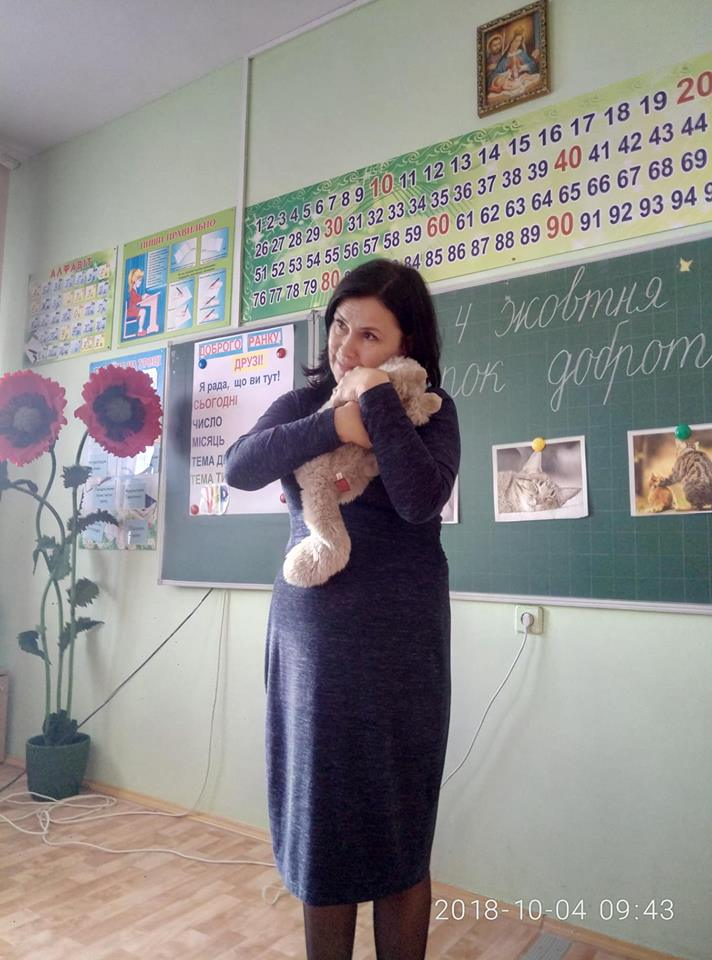 1 2 3 4 5 6 7 8 9 10 11 12 13 14 15 16 17 18 19 20
26 27 28 29 30 31 32 33 34 35 36 37 38 39 40 41 42 43 44
51 52 53 54 55 56 57 58 59 60 61 62 63 64 65 66 67 68 69
76 77 78 79 80 84 85 86 87 88 89 90 91 92 93 94
АЛФАВІТ
ПИШИ ПРАВИЛЬНО
ДОБРОГО РАНКУ
ДРУЗІ!
Я рада, що ви тут!
СЬОГОДНІ
ЧИСЛО
МІСЯЦЬ
ТЕМА
ТЕМА
4 жовтня
рок доброт
2018-10-04 09:43